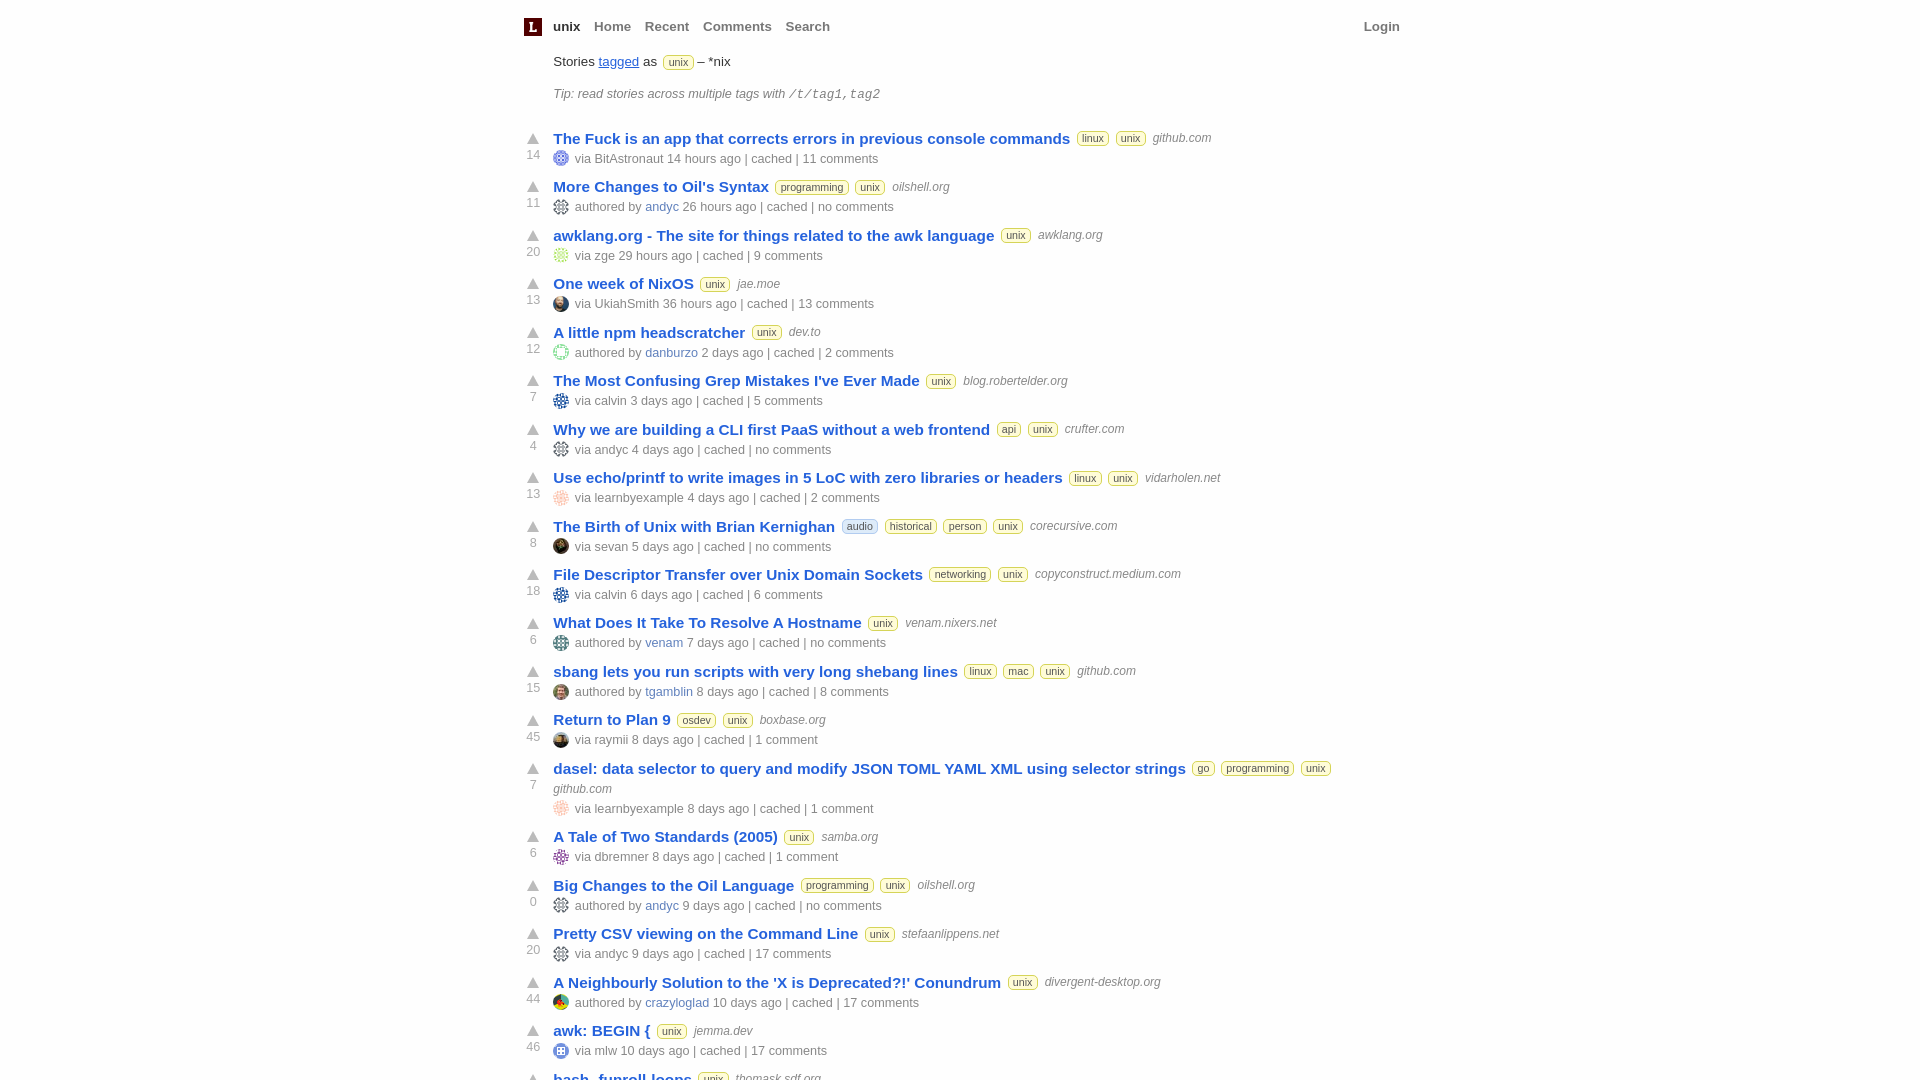 L unix Home Recent Comments Search Login
Stories tagged as unix – *nix
Tip: read stories across multiple tags with /t/tag1,tag2
The Fuck is an app that corrects errors in previous console commands linux unix github.com
14 via BitAstronaut 14 hours ago | cached | 11 comments
More Changes to Oil's Syntax programming unix oilshell.org
11 authored by andyc 26 hours ago | cached | no comments
awklang.org - The site for things related to the awk language unix awklang.org
20 via zge 29 hours ago | cached | 9 comments
One week of NixOS unix jae.moe
13 via UkiahSmith 36 hours ago | cached | 13 comments
A little npm headscratcher unix dev.to
12 authored by danburzo 2 days ago | cached | 2 comments
The Most Confusing Grep Mistakes I've Ever Made unix blog.robertelder.org
7 via calvin 3 days ago | cached | 5 comments
Why we are building a CLI first PaaS without a web frontend api unix crufter.com
4 via andyc 4 days ago | cached | no comments
Use echo/printf to write images in 5 LoC with zero libraries or headers linux unix vidarholen.net
13 via learnbyexample 4 days ago | cached | 2 comments
The Birth of Unix with Brian Kernighan audio historical person unix corecursive.com
8 via sevan 5 days ago | cached | no comments
File Descriptor Transfer over Unix Domain Sockets networking unix copyconstruct.medium.com
18 via calvin 6 days ago | cached | 6 comments
What Does It Take To Resolve A Hostname unix venam.nixers.net
6 authored by venam 7 days ago | cached | no comments
sbang lets you run scripts with very long shebang lines linux mac unix github.com
15 authored by tgamblin 8 days ago | cached | 8 comments
Return to Plan 9 osdev unix boxbase.org
45 via raymii 8 days ago | cached | 1 comment
dasel: data selector to query and modify JSON TOML YAML XML using selector strings go programming unix
7 github.com
via learnbyexample 8 days ago | cached | 1 comment
A Tale of Two Standards (2005) unix samba.org
6 via dbremner 8 days ago | cached | 1 comment
Big Changes to the Oil Language programming unix oilshell.org
0 authored by andyc 9 days ago | cached | no comments
Pretty CSV viewing on the Command Line unix stefaanlippens.net
20 via andyc 9 days ago | cached | 17 comments
A Neighbourly Solution to the 'X is Deprecated?!' Conundrum unix divergent-desktop.org
44 authored by crazyloglad 10 days ago | cached | 17 comments
awk: BEGIN { unix jemma.dev
46 via mlw 10 days ago | cached | 17 comments
bash -funroll-loops unix thomask.sdf.org